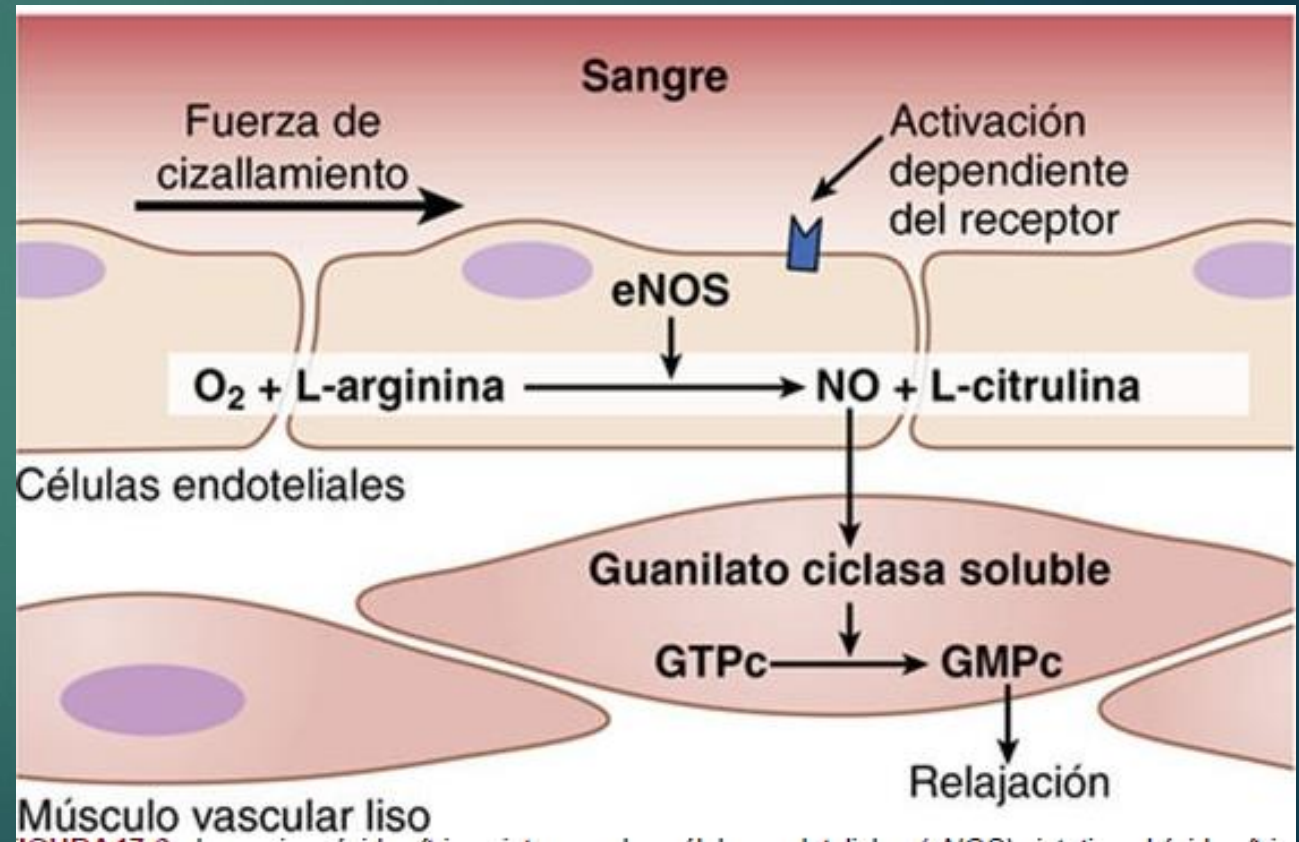 Sangre
Fuerza de
cizallamiento
Activación
dependiente
del receptor
eNOS
O₂ + L-arginina NO + L-citrulina
Células endoteliales
Guanilato ciclasa soluble
GTPc GMPc
Relajación
Músculo vascular liso